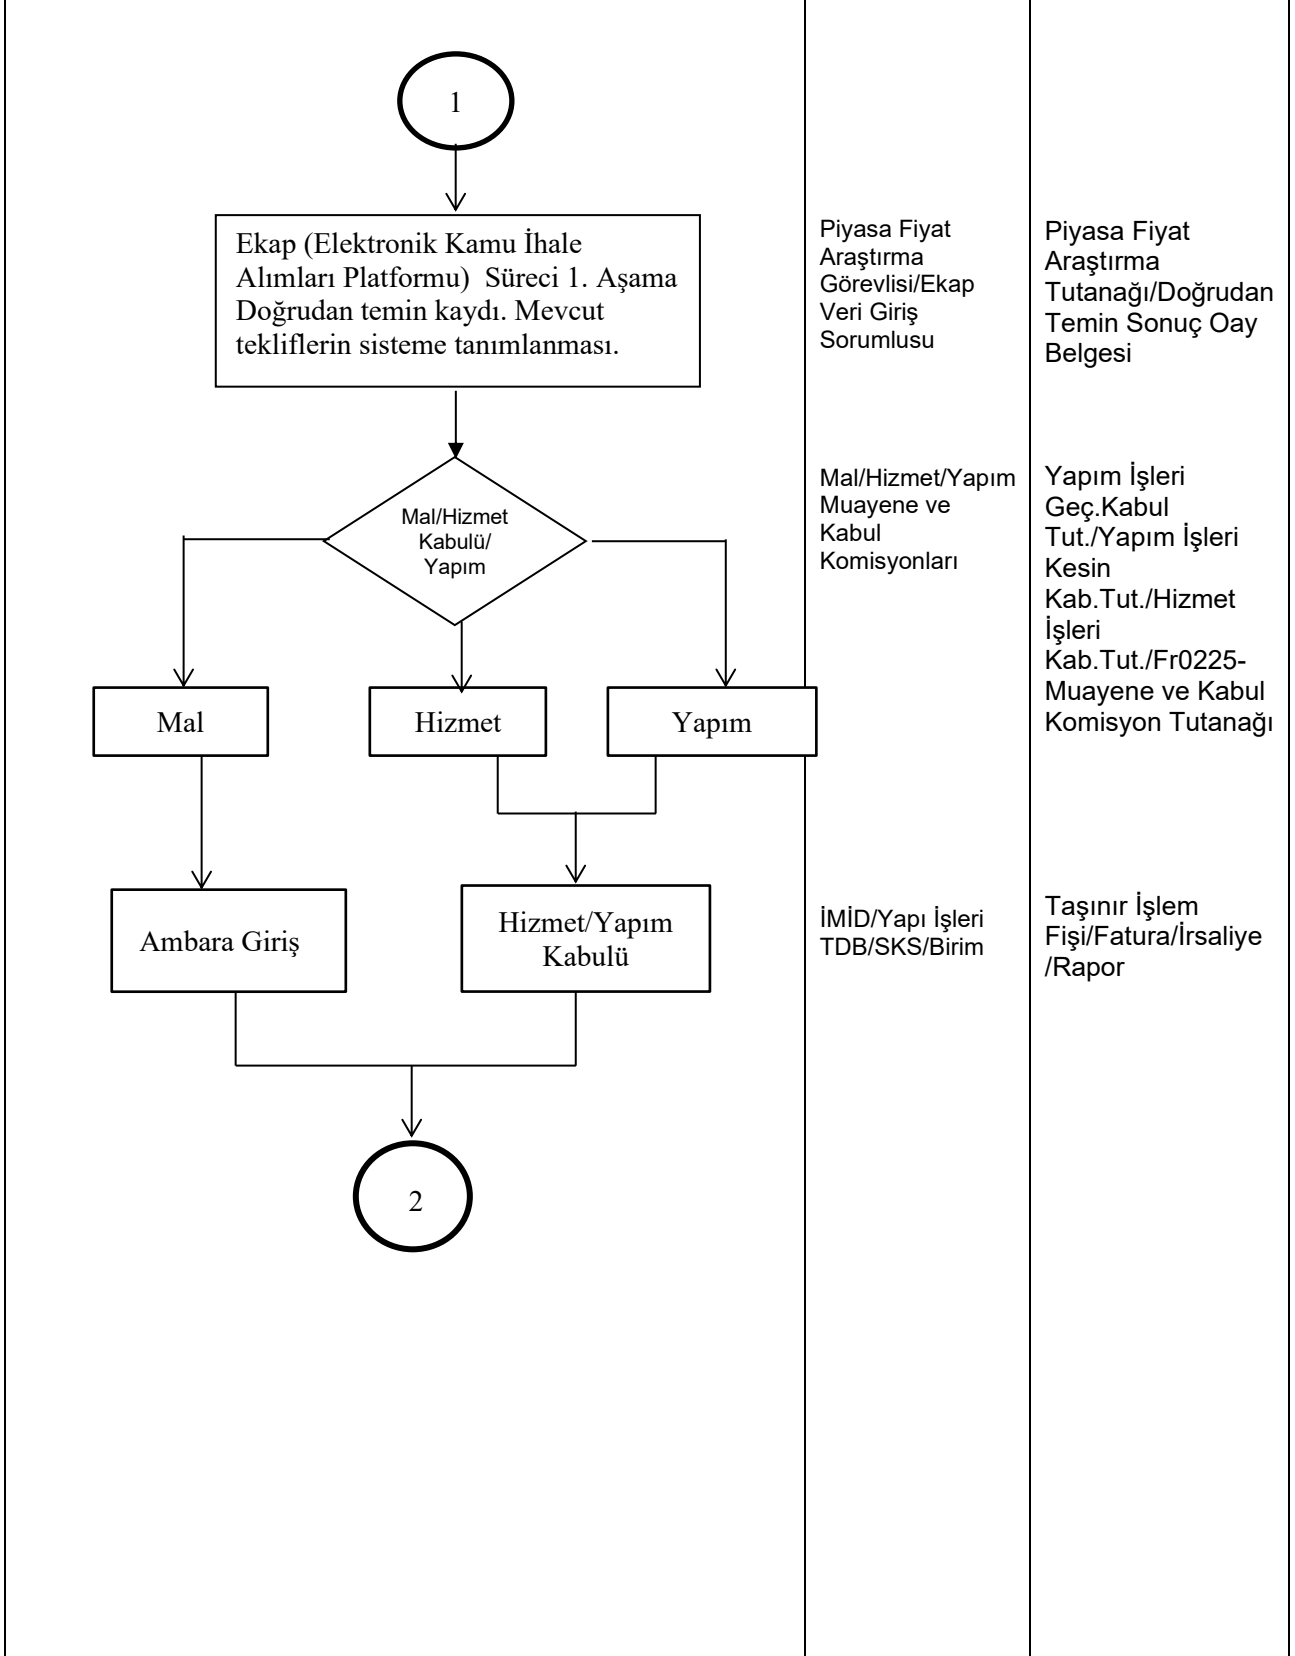 1
Ekap (Elektronik Kamu İhale
Alımları Platformu)  Süreci 1. Aşama
Doğrudan temin kaydı. Mevcut
tekliflerin sisteme tanımlanması.
Piyasa Fiyat
Araştırma
Görevlisi/Ekap
Veri Giriş
Sorumlusu
Piyasa Fiyat
Araştırma
Tutanağı/Doğrudan
Temin Sonuç Oay
Belgesi
Mal/Hizmet
Kabulü/
Yapım
Mal/Hizmet/Yapım
Muayene ve
Kabul
Komisyonları
Yapım İşleri
Geç.Kabul
Tut./Yapım İşleri
Kesin
Kab.Tut./Hizmet
İşleri
Kab.Tut./Fr0225-
Muayene ve Kabul
Komisyon Tutanağı
Mal
Hizmet
Yapım
Ambara Giriş
Hizmet/Yapım
Kabulü
İMİD/Yapı İşleri
TDB/SKS/Birim
Taşınır İşlem
Fişi/Fatura/İrsaliye
/Rapor
2